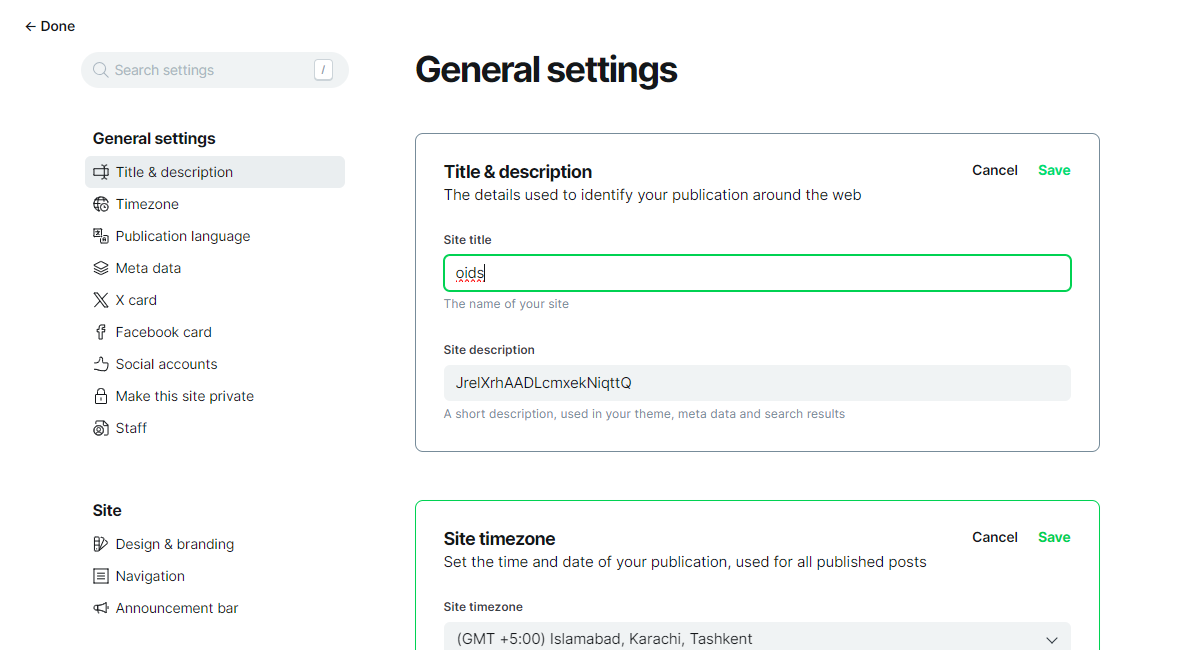 ← Done
Search settings /
General settings
General settings
Title & description
Timezone
Publication language
Meta data
X card
Facebook card
Social accounts
Make this site private
Staff
Site
Design & branding
Navigation
Announcement bar
Title & description
Cancel Save
The details used to identify your publication around the web
Site title
oids
The name of your site
Site description
JrelXrhAADLcmxekNiqttQ
A short description, used in your theme, meta data and search results
Site timezone
Cancel Save
Set the time and date of your publication, used for all published posts
Site timezone
(GMT +5:00) Islamabad, Karachi, Tashkent